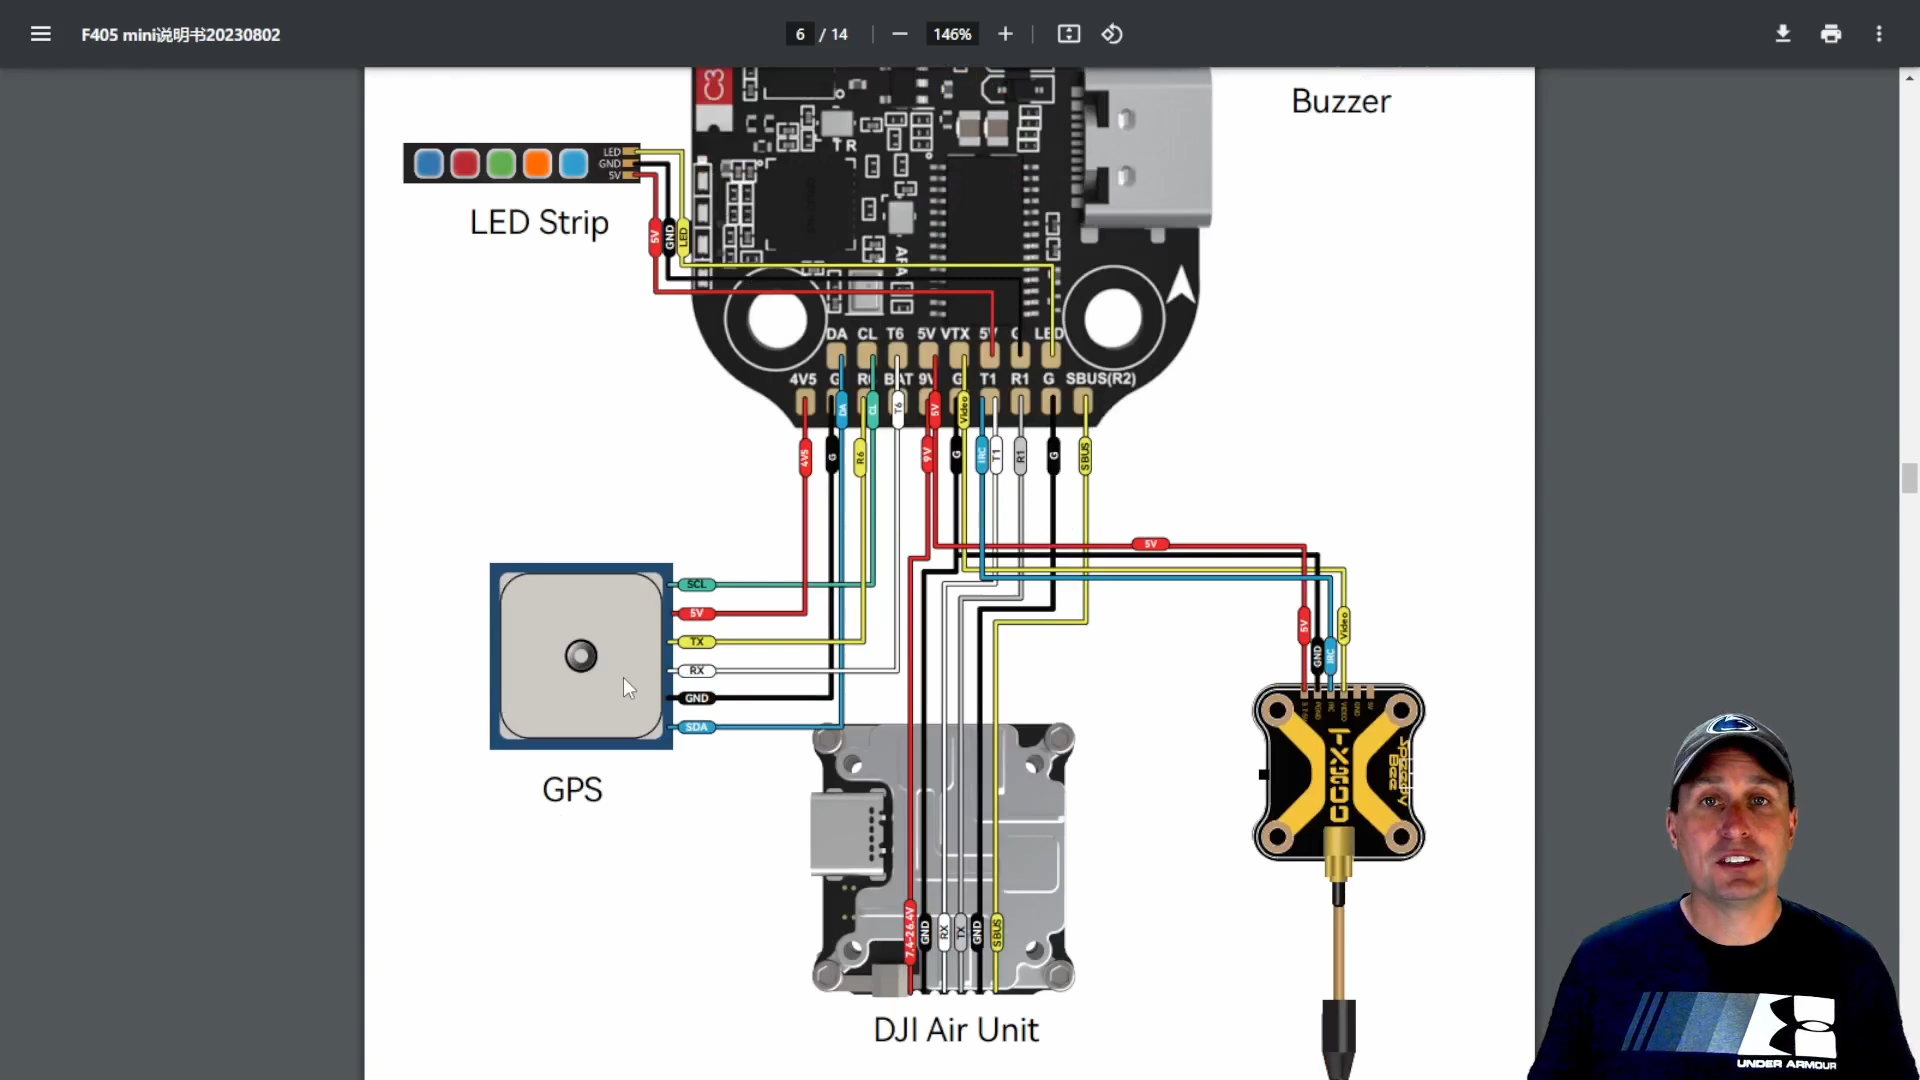 F405 mini说明书20230802
6 / 14
146%
Buzzer
C3
TR
LED
GND
5V
LED Strip
5V
GND
LED
DA CL T6 5V VTX 5V G LED
4V5 G R6 BAT 9V G T1 R1 G SBUS(R2)
DA CL T6 5V Video
4V5 G R6 9V G IRC T1 R1 G SBUS
5V
SCL
5V
TX
RX
GND
SDA
GPS
5V GND IRC Video
TX800
SpeedyBee
7.4-26.4V GND RX TX GND SBUS
DJI Air Unit
UNDER ARMOUR